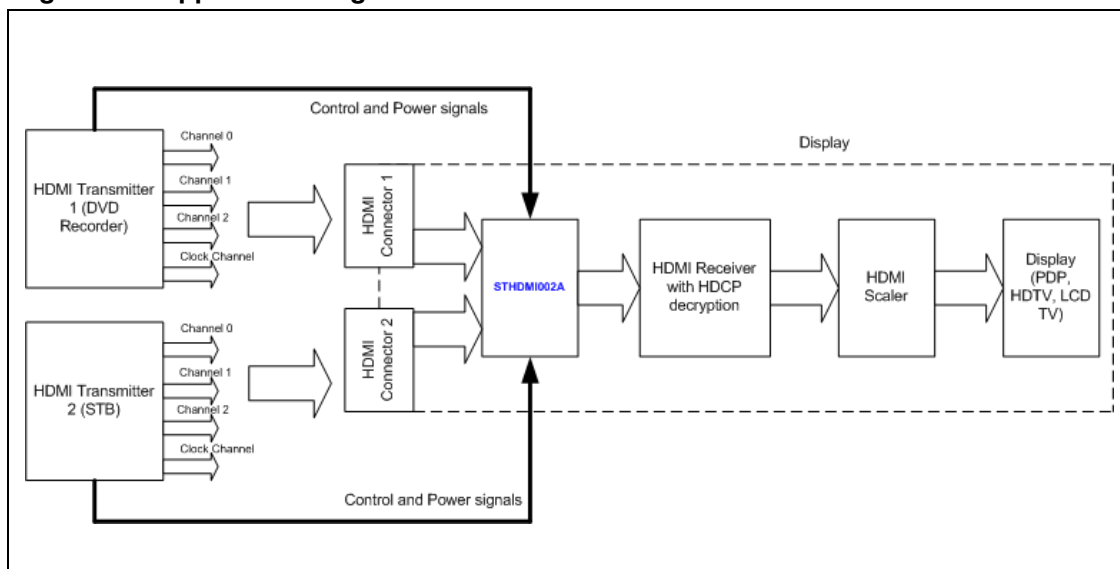 Control and Power signals
Display
HDMI Transmitter
1 (DVD
Recorder)
Channel 0
Channel 1
Channel 2
Clock Channel
HDMI
Connector 1
STHDMI002A
HDMI Receiver
with HDCP
decryption
HDMI
Scaler
Display
(PDP,
HDTV, LCD
TV)
HDMI Transmitter
2 (STB)
Channel 0
Channel 1
Channel 2
Clock Channel
HDMI
Connector 2
Control and Power signals